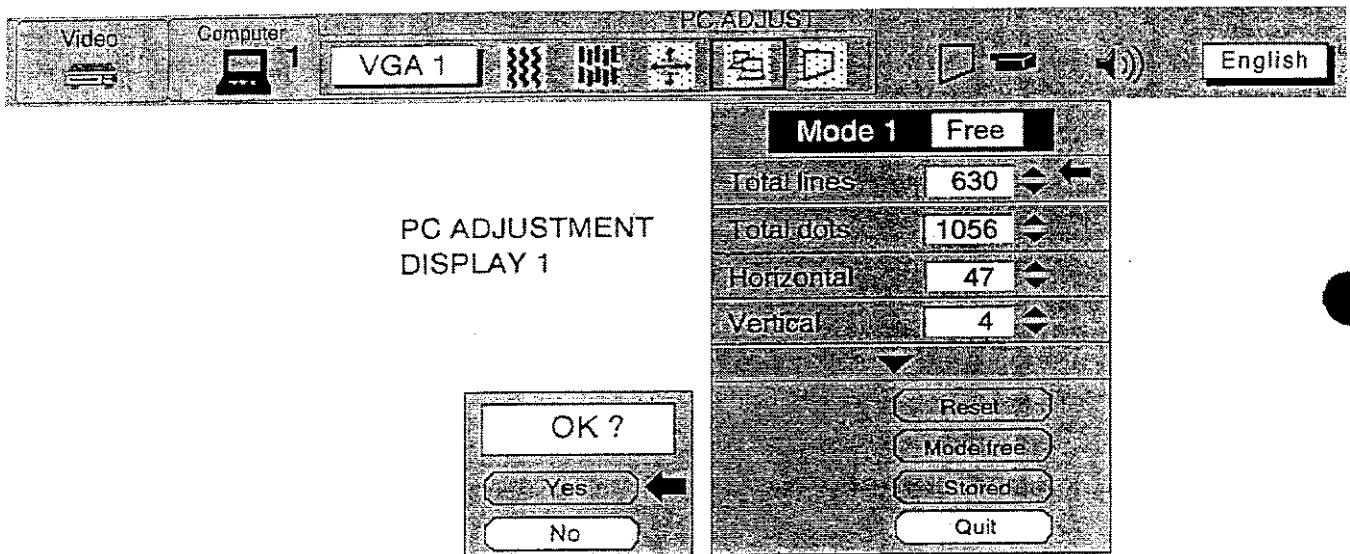 PC ADJUST
Video
Computer
1
VGA 1
English
Mode 1 Free
Total lines 630
Total dots 1056
Horizontal 47
Vertical 4
PC ADJUSTMENT
DISPLAY 1
Reset
Mode free
Stored
Quit
OK ?
Yes
No